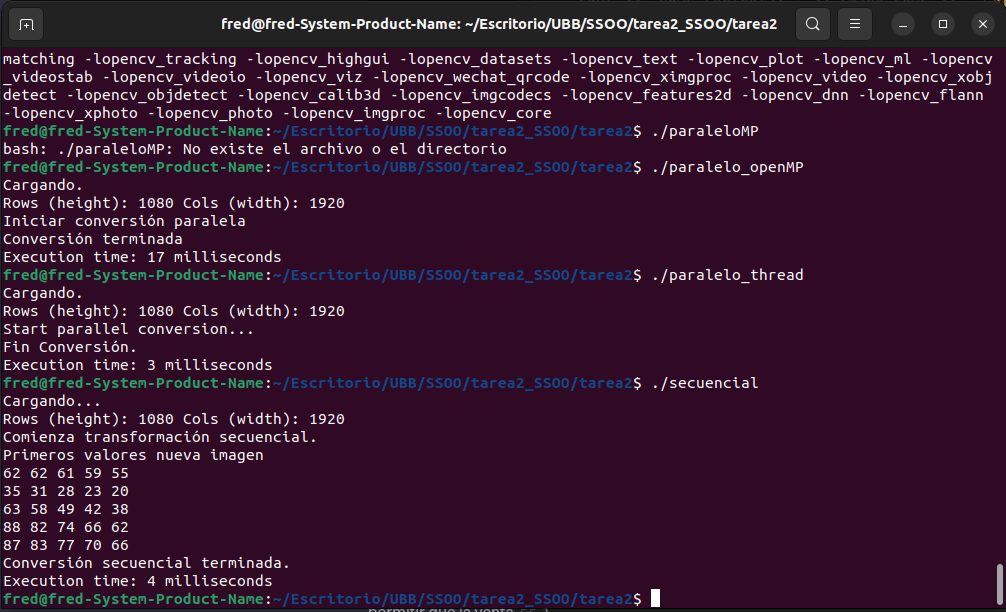 fred@fred-System-Product-Name: ~/Escritorio/UBB/SSOO/tarea2_SSOO/tarea2
matching -lopencv_tracking -lopencv_highgui -lopencv_datasets -lopencv_text -lopencv_plot -lopencv_ml -lopencv
_videostab -lopencv_videoio -lopencv_viz -lopencv_wechat_qrcode -lopencv_ximgproc -lopencv_video -lopencv_xobj
detect -lopencv_objdetect -lopencv_calib3d -lopencv_imgcodecs -lopencv_features2d -lopencv_dnn -lopencv_flann
-lopencv_xphoto -lopencv_photo -lopencv_imgproc -lopencv_core
fred@fred-System-Product-Name:~/Escritorio/UBB/SSOO/tarea2_SSOO/tarea2$ ./paraleloMP
bash: ./paraleloMP: No existe el archivo o el directorio
fred@fred-System-Product-Name:~/Escritorio/UBB/SSOO/tarea2_SSOO/tarea2$ ./paralelo_openMP
Cargando.
Rows (height): 1080 Cols (width): 1920
Iniciar conversión paralela
Conversión terminada
Execution time: 17 milliseconds
fred@fred-System-Product-Name:~/Escritorio/UBB/SSOO/tarea2_SSOO/tarea2$ ./paralelo_thread
Cargando.
Rows (height): 1080 Cols (width): 1920
Start parallel conversion...
Fin Conversión.
Execution time: 3 milliseconds
fred@fred-System-Product-Name:~/Escritorio/UBB/SSOO/tarea2_SSOO/tarea2$ ./secuencial
Cargando...
Rows (height): 1080 Cols (width): 1920
Comienza transformación secuencial.
Primeros valores nueva imagen
62 62 61 59 55
35 31 28 23 20
63 58 49 42 38
88 82 74 66 62
87 83 77 70 66
Conversión secuencial terminada.
Execution time: 4 milliseconds
fred@fred-System-Product-Name:~/Escritorio/UBB/SSOO/tarea2_SSOO/tarea2$